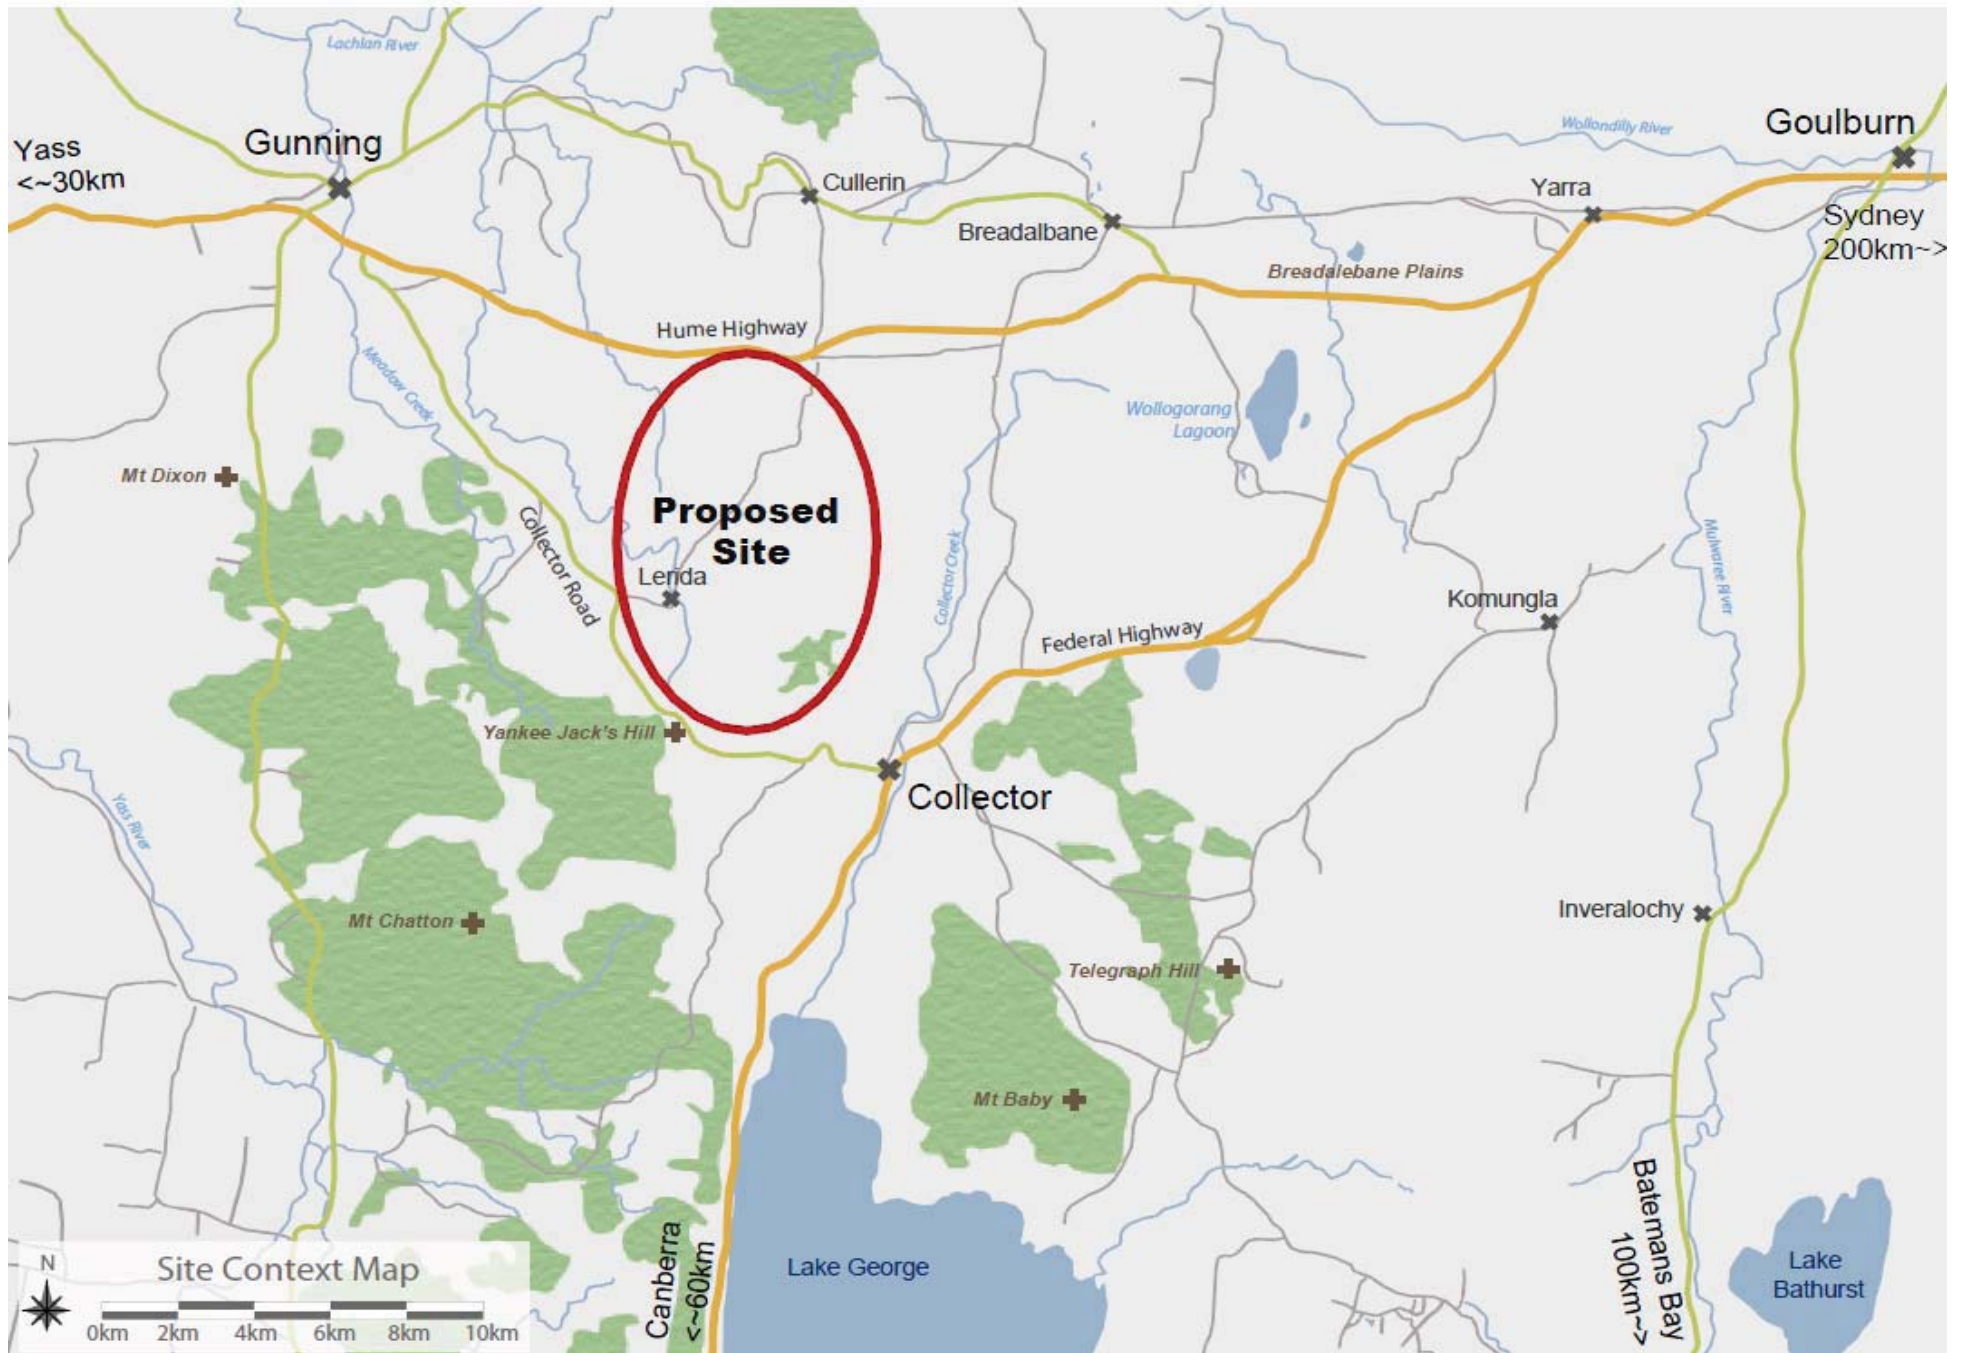 Lachlan River
Gunning
Yass
<~30km
Goulburn
Wollondilly River
Cullerin
Yarra
Breadalbane
Sydney
200km~>
Breadalebane Plains
Hume Highway
Meadow Creek
Wollogorang
Lagoon
Mt Dixon
Proposed
Site
Collector Road
Lerida
Collector Creek
Mulwaree River
Komungla
Federal Highway
Yankee Jack's Hill
Collector
Yass River
Mt Chatton
Inveralochy
Telegraph Hill
Mt Baby
Canberra
<~60km
Lake George
Batemans Bay
100km~>
Lake
Bathurst
N
Site Context Map
0km 2km 4km 6km 8km 10km